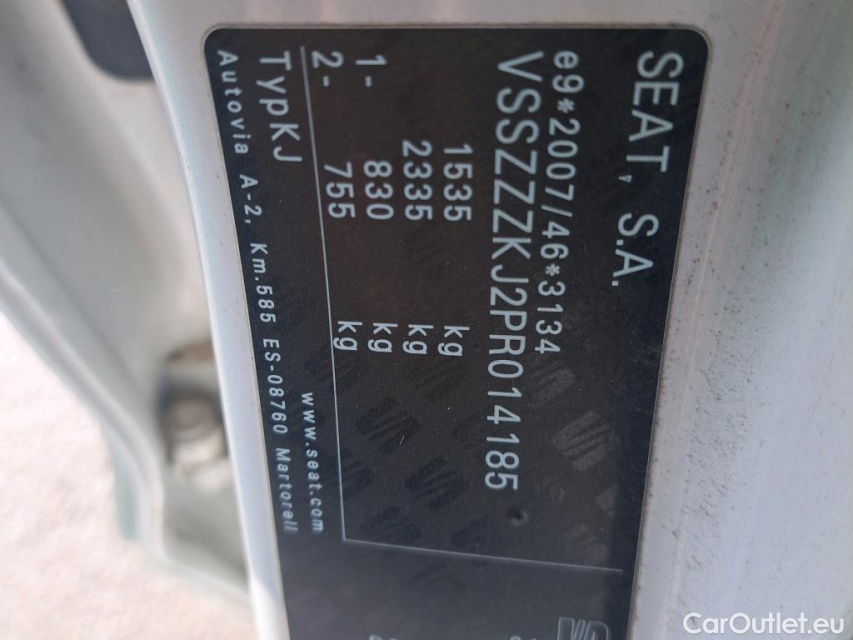 SEAT, S.A.
e9*2007/46*3134
VSSZZZKJ2PR014185
1535 kg
2335 kg
1- 830 kg
2- 755 kg
TypKJ
www.seat.com
Autovia A-2, Km.585 ES-08760 Martorell
CarOutlet.eu